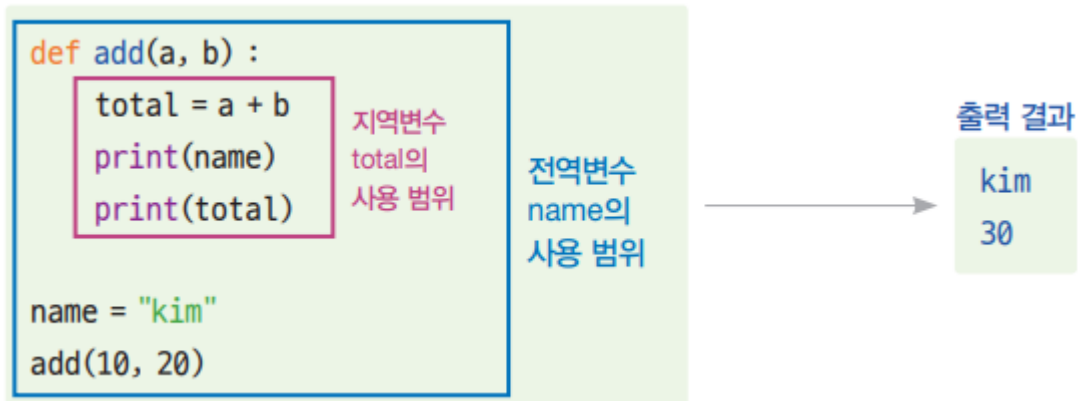 def add(a, b) :
total = a + b
print(name)
print(total)
지역변수
total의
사용 범위
전역변수
name의
사용 범위
name = "kim"
add(10, 20)
출력 결과
kim
30